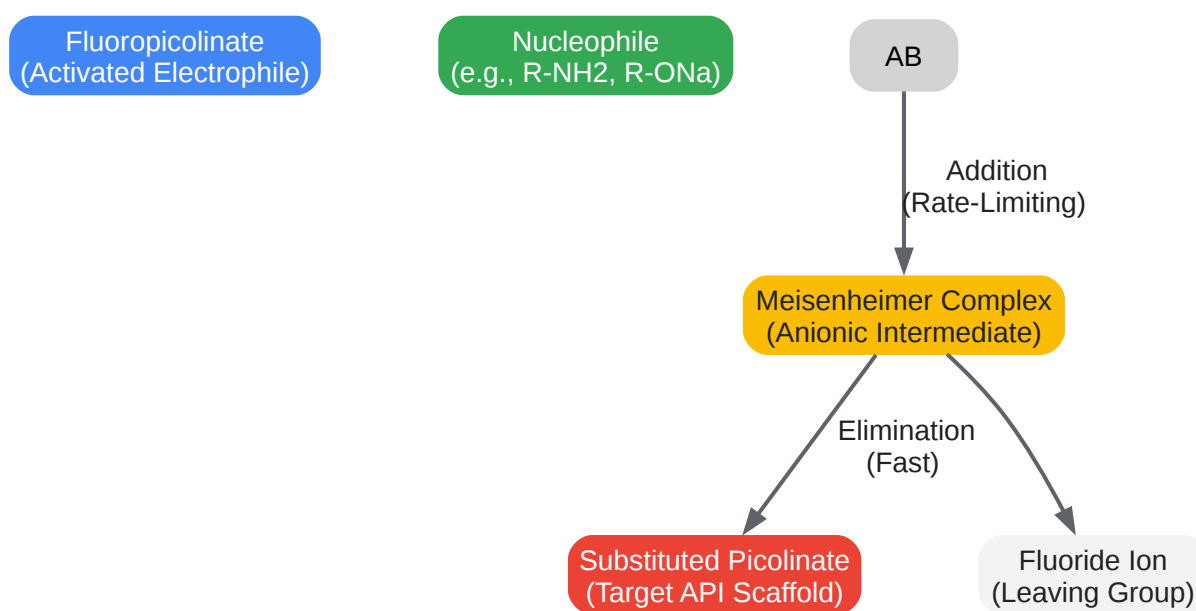 Fluoropicolinate
(Activated Electrophile)
Nucleophile
(e.g., R-NH2, R-ONa)
AB
Addition
(Rate-Limiting)
Meisenheimer Complex
(Anionic Intermediate)
Elimination
(Fast)
Substituted Picolinate
(Target API Scaffold)
Fluoride Ion
(Leaving Group)